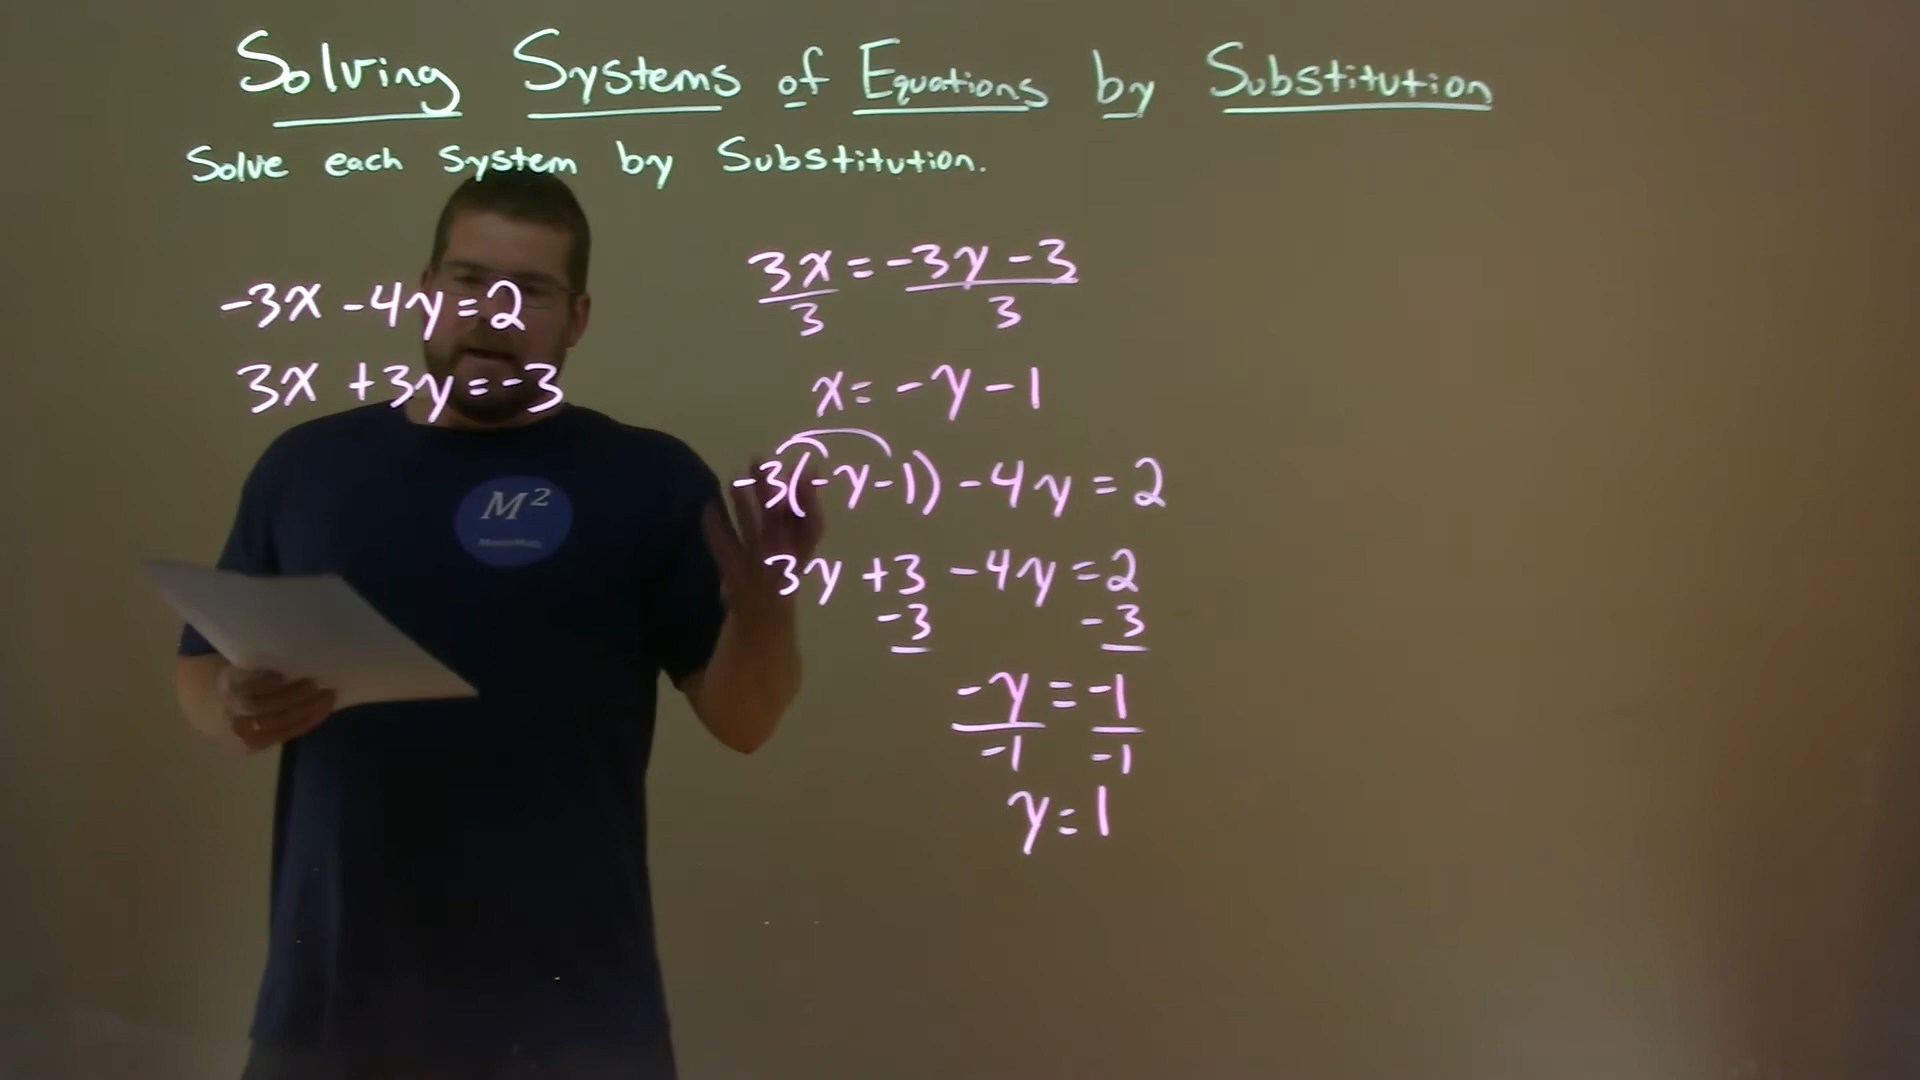 Solving Systems of Equations by Substitution
Solve each system by Substitution.
-3x -4y=2
3x +3y=-3
3x = -3y -3
3 3
x= -y -1
-3(-y-1) -4y = 2
3y +3 -4y =2
-3 -3
-y = -1
-1 -1
y=1
M²